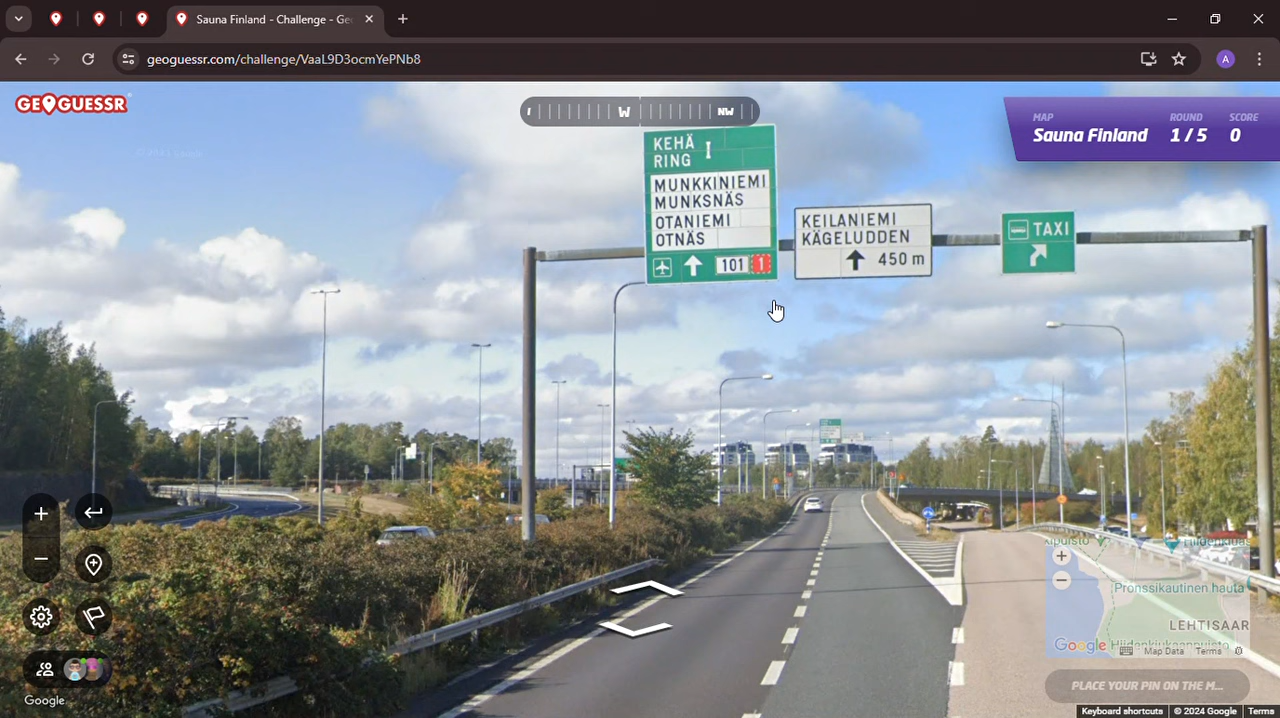 Sauna Finland - Challenge - Ge
geoguessr.com/challenge/VaaL9D3ocmYePNb8
A
GEOGUESSR
W
NW
MAP
Sauna Finland
ROUND
1 / 5
SCORE
0
KEHÄ
RING I
MUNKKINIEMI
MUNKSNÄS
OTANIEMI
OTNÄS
101 1
KEILANIEMI
KÄGELUDDEN
450 m
TAXI
Pronssikautinen hauta
LEHTISAAR
Hiidenkiukaanpuisto
Google
Map Data
Terms
PLACE YOUR PIN ON THE M...
Google
Keyboard shortcuts
© 2024 Google
Terms